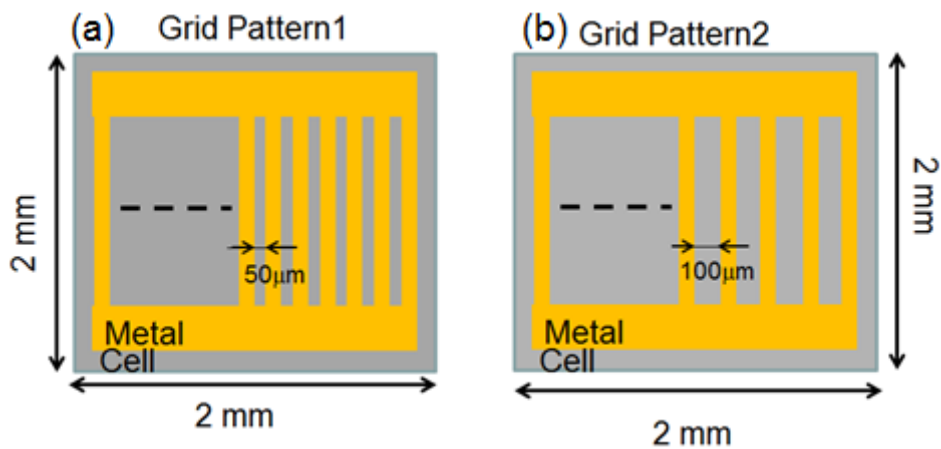 (a) Grid Pattern1
2 mm
50μm
Metal
Cell
2 mm
(b) Grid Pattern2
2 mm
100μm
Metal
Cell
2 mm